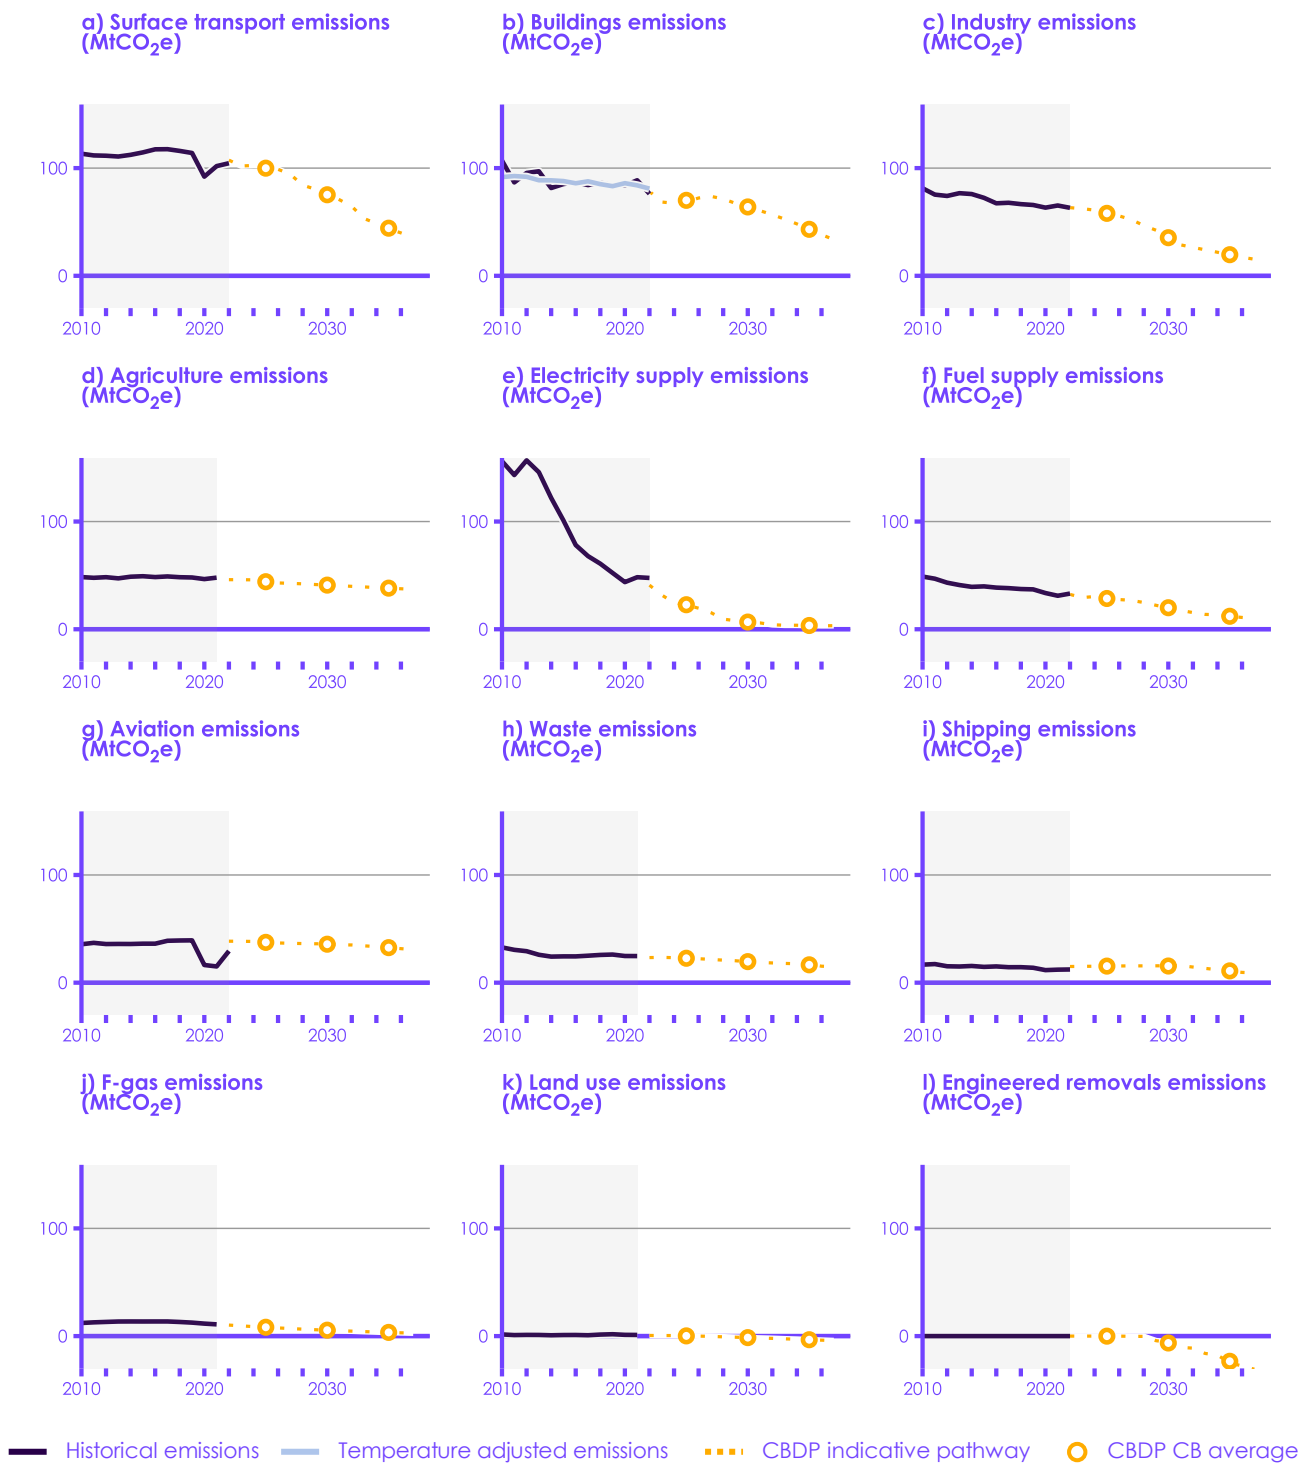 a) Surface transport emissions
(MtCO₂e)
b) Buildings emissions
(MtCO₂e)
c) Industry emissions
(MtCO₂e)
100
0
2010 2020 2030
100
0
2010 2020 2030
100
0
2010 2020 2030
d) Agriculture emissions
(MtCO₂e)
e) Electricity supply emissions
(MtCO₂e)
f) Fuel supply emissions
(MtCO₂e)
100
0
2010 2020 2030
100
0
2010 2020 2030
100
0
2010 2020 2030
g) Aviation emissions
(MtCO₂e)
h) Waste emissions
(MtCO₂e)
i) Shipping emissions
(MtCO₂e)
100
0
2010 2020 2030
100
0
2010 2020 2030
100
0
2010 2020 2030
j) F-gas emissions
(MtCO₂e)
k) Land use emissions
(MtCO₂e)
l) Engineered removals emissions
(MtCO₂e)
100
0
2010 2020 2030
100
0
2010 2020 2030
100
0
2010 2020 2030
Historical emissions
Temperature adjusted emissions
CBDP indicative pathway
CBDP CB average